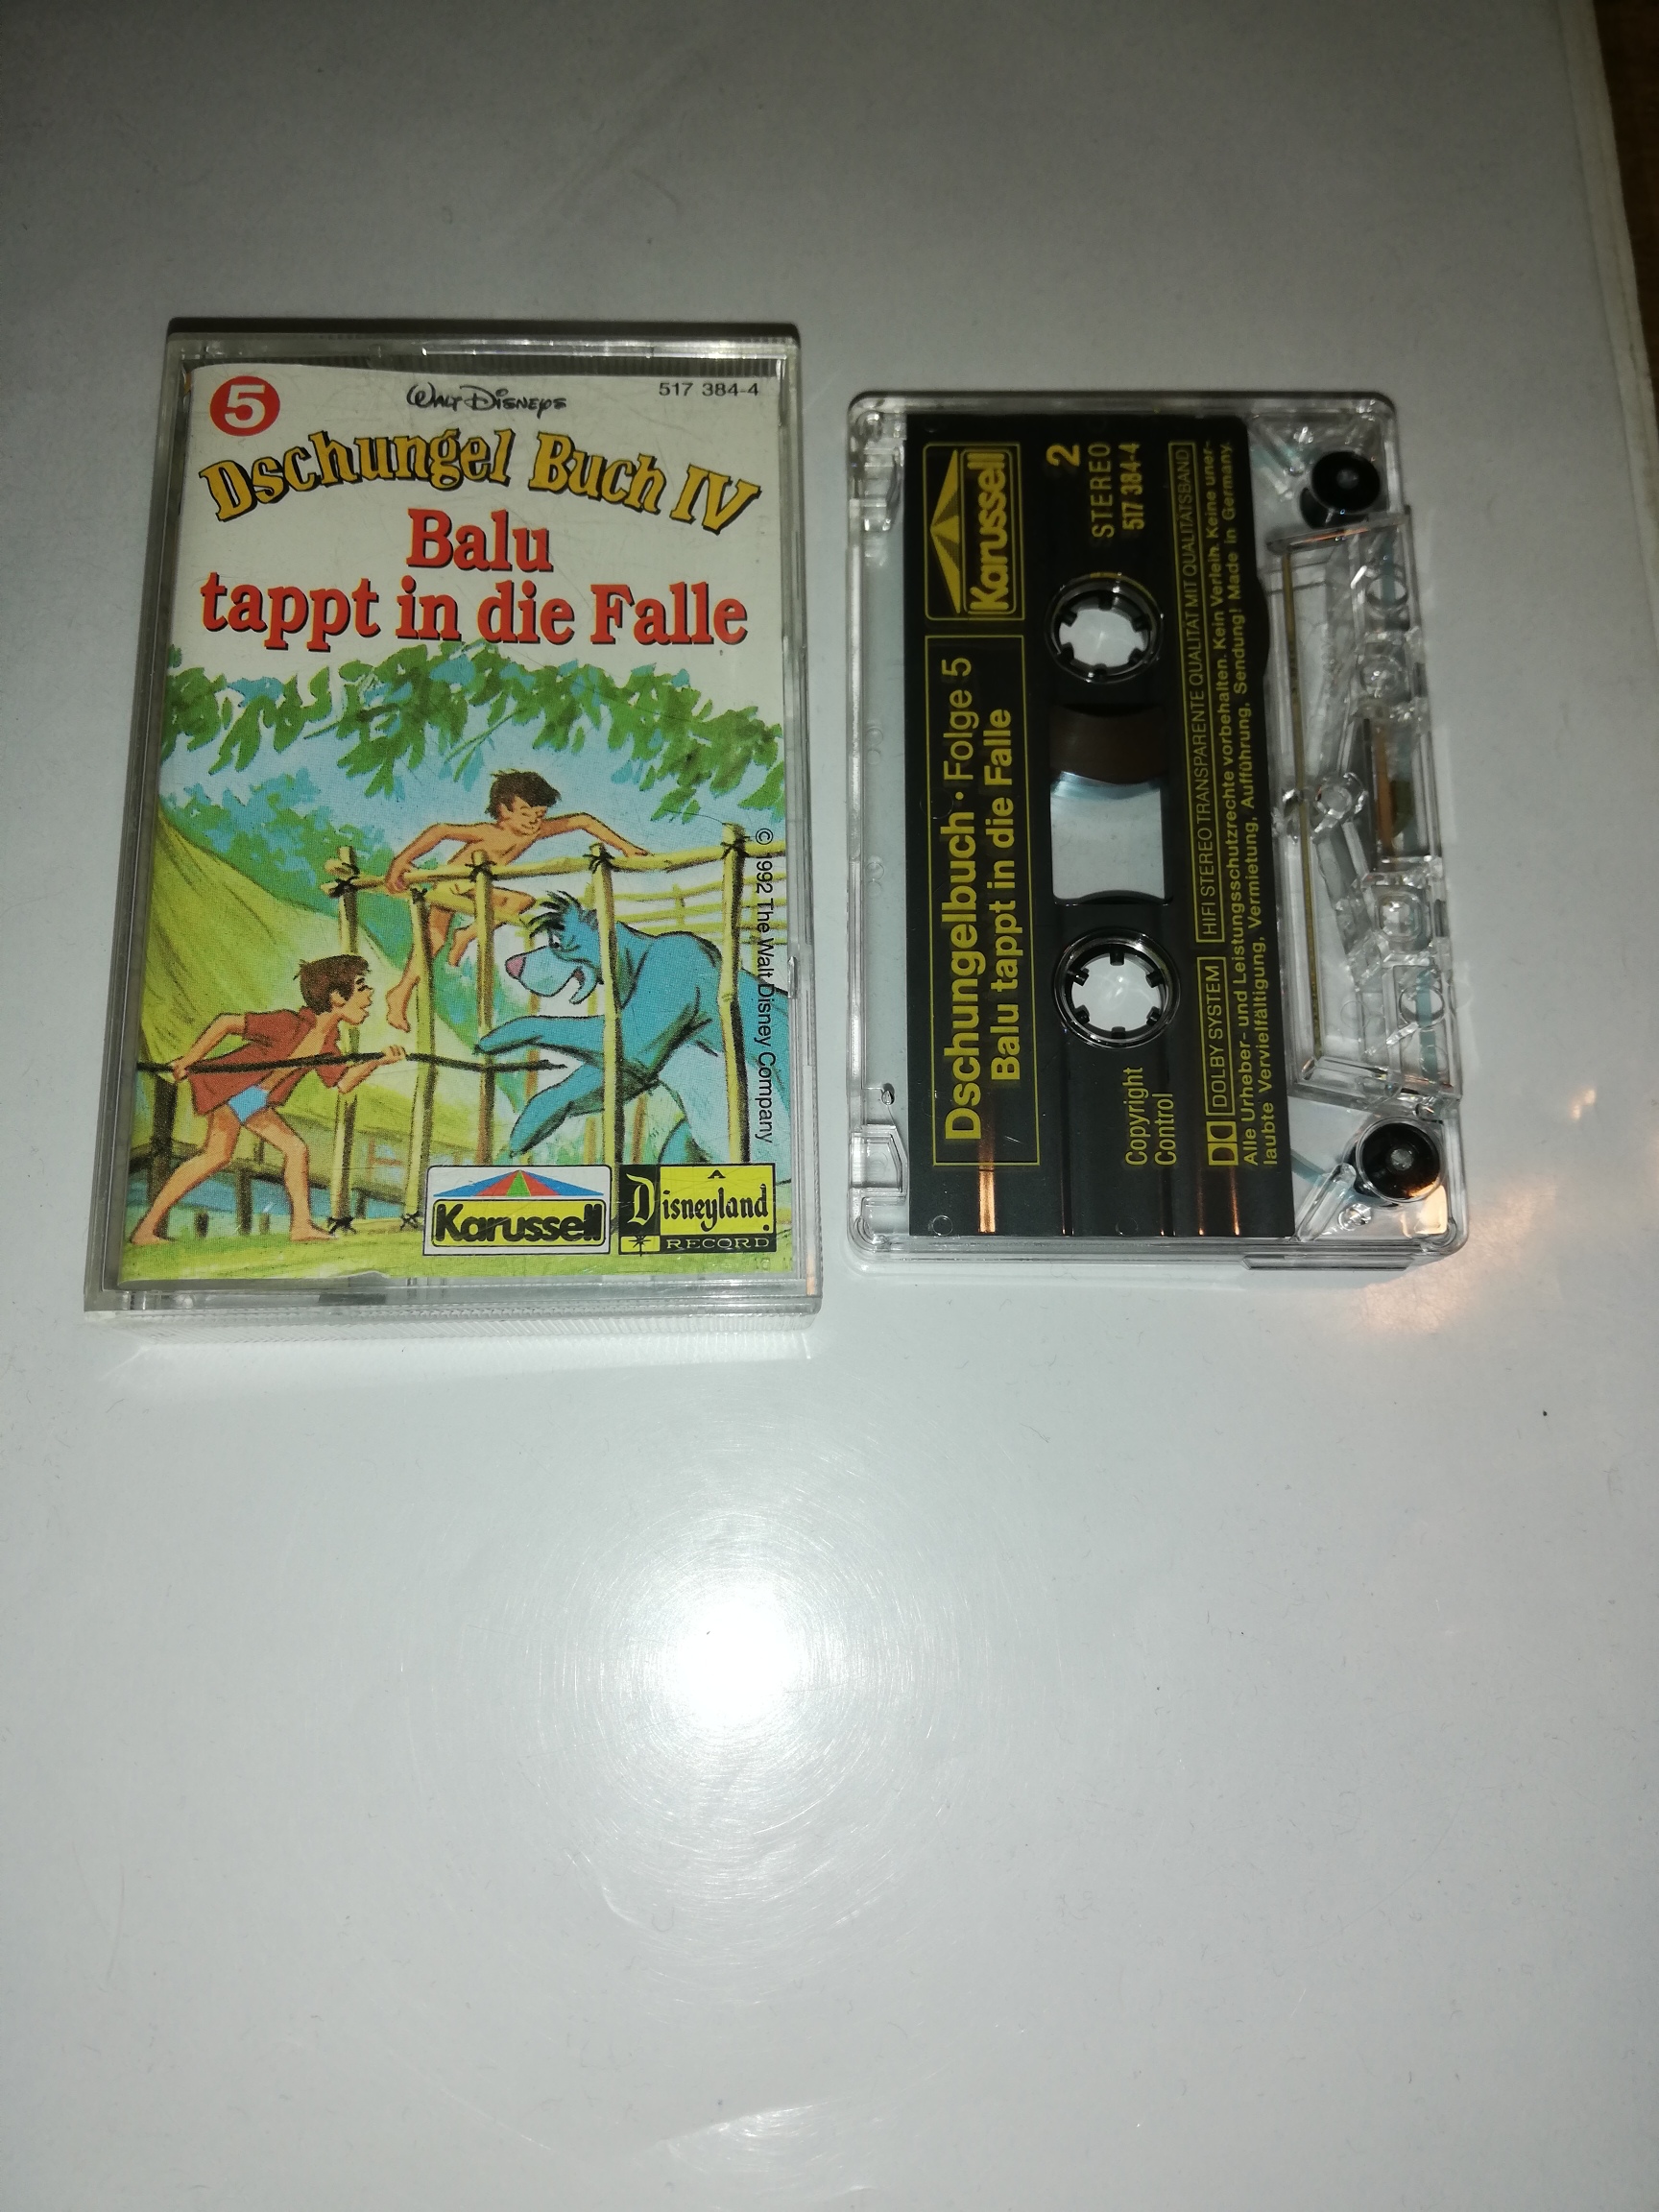 5
WALT DISNEYS
517 384-4
Dschungel Buch IV
Balu
tappt in die Falle
© 1992 The Walt Disney Company
Karussell
A
Disneyland
RECORD
Karussell
2
STEREO
517 384-4
Dschungelbuch · Folge 5
Balu tappt in die Falle
Copyright
Control
DOLBY SYSTEM HIFI STEREO TRANSPARENTE QUALITÄT MIT QUALITÄTSBAND
Alle Urheber- und Leistungsschutzrechte vorbehalten. Kein Verleih. Keine uner-
laubte Vervielfältigung, Vermietung, Aufführung, Sendung! Made in Germany.